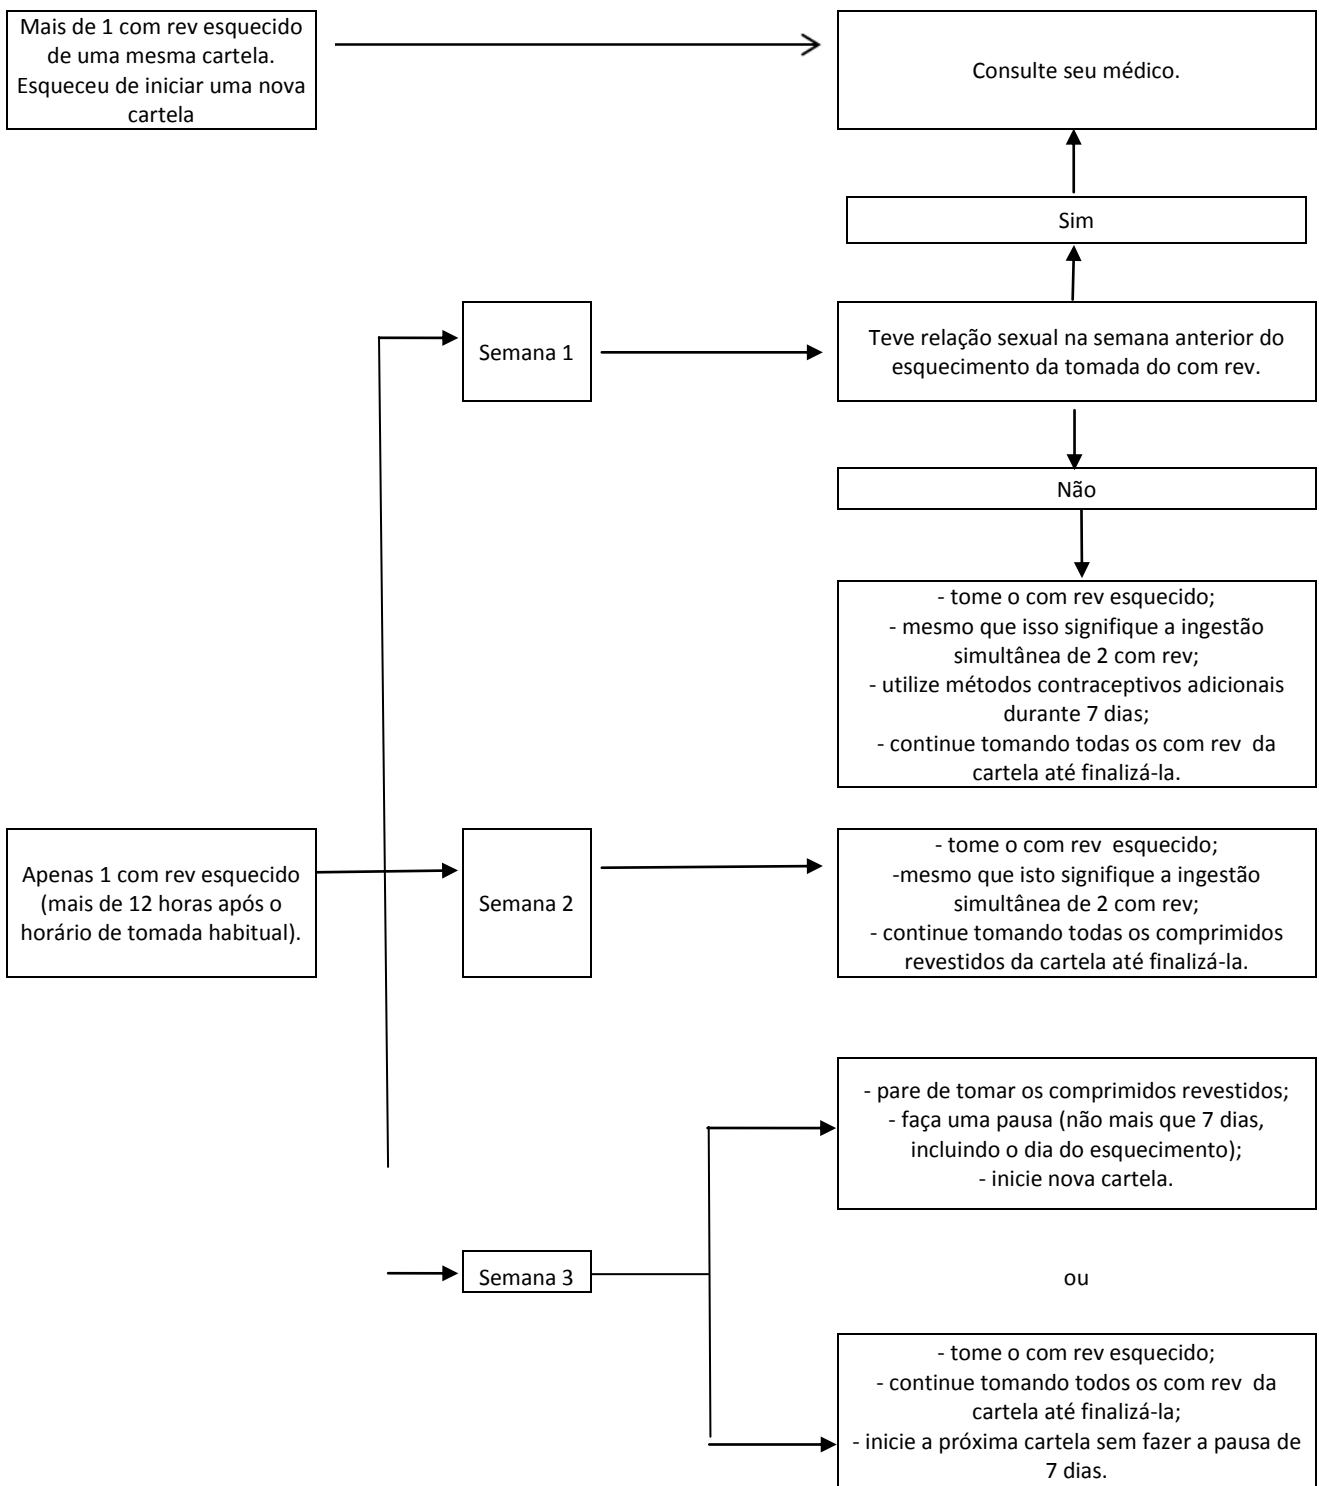 Mais de 1 com rev esquecido
de uma mesma cartela.
Esqueceu de iniciar uma nova
cartela
Consulte seu médico.
Sim
Semana 1
Teve relação sexual na semana anterior do
esquecimento da tomada do com rev.
Não
- tome o com rev esquecido;
- mesmo que isso signifique a ingestão
simultânea de 2 com rev;
- utilize métodos contraceptivos adicionais
durante 7 dias;
- continue tomando todas os com rev da
cartela até finalizá-la.
Apenas 1 com rev esquecido
(mais de 12 horas após o
horário de tomada habitual).
Semana 2
- tome o com rev esquecido;
-mesmo que isto signifique a ingestão
simultânea de 2 com rev;
- continue tomando todas os comprimidos
revestidos da cartela até finalizá-la.
Semana 3
- pare de tomar os comprimidos revestidos;
- faça uma pausa (não mais que 7 dias,
incluindo o dia do esquecimento);
- inicie nova cartela.
ou
- tome o com rev esquecido;
- continue tomando todos os com rev da
cartela até finalizá-la;
- inicie a próxima cartela sem fazer a pausa de
7 dias.